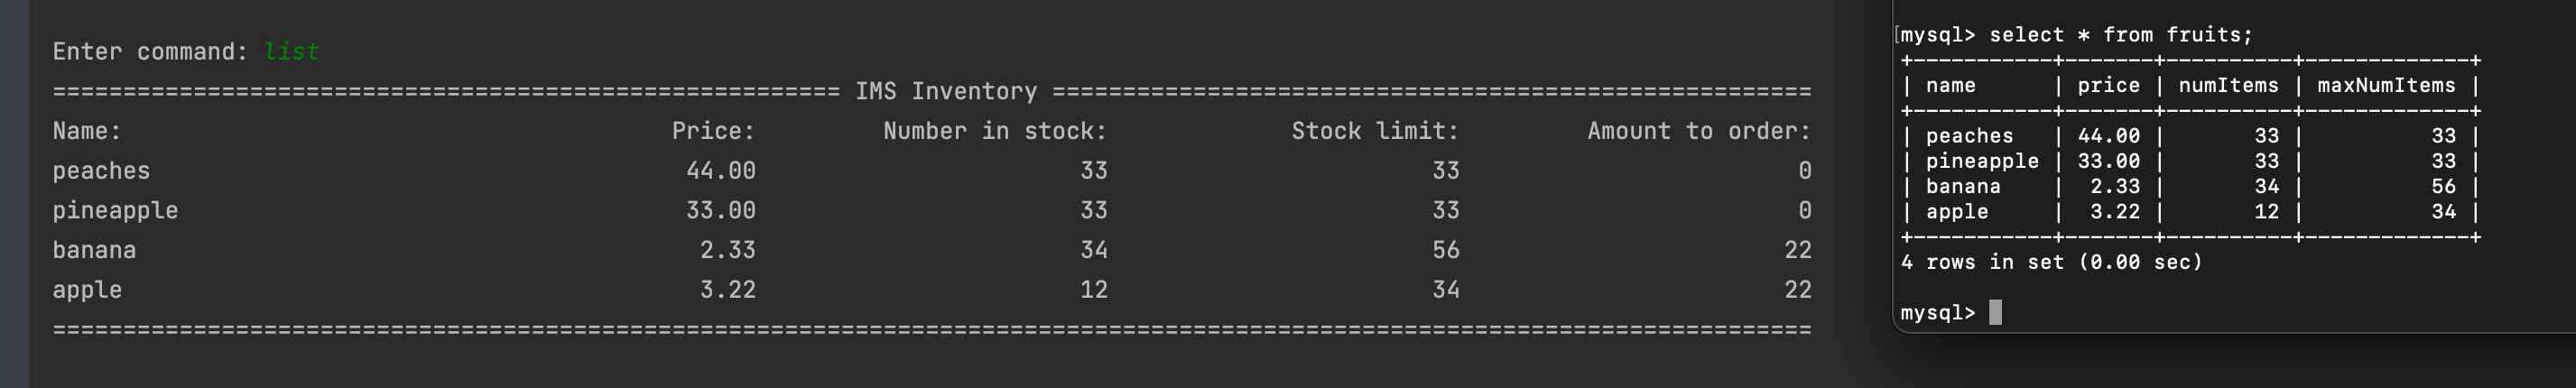 Enter command: list
======================================================== IMS Inventory ======================================================
Name: Price: Number in stock: Stock limit: Amount to order:
peaches 44.00 33 33 0
pineapple 33.00 33 33 0
banana 2.33 34 56 22
apple 3.22 12 34 22
=============================================================================================================================
[mysql> select * from fruits;
+-----------+-------+----------+-------------+
| name      | price | numItems | maxNumItems |
+-----------+-------+----------+-------------+
| peaches   | 44.00 |       33 |          33 |
| pineapple | 33.00 |       33 |          33 |
| banana    |  2.33 |       34 |          56 |
| apple     |  3.22 |       12 |          34 |
+-----------+-------+----------+-------------+
4 rows in set (0.00 sec)
mysql>